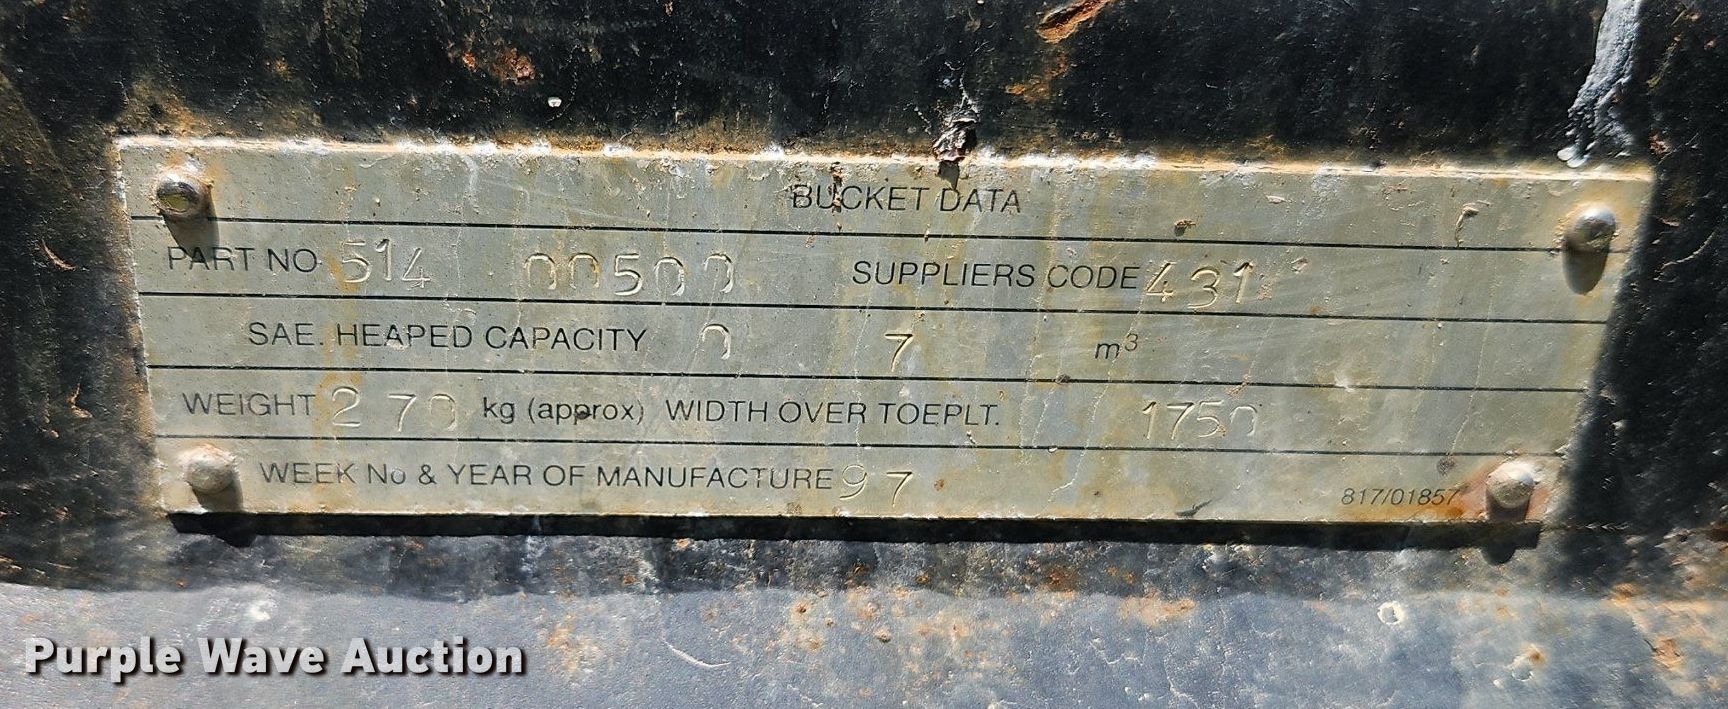 BUCKET DATA
PART NO 514 00500 SUPPLIERS CODE 431
SAE. HEAPED CAPACITY 0 7 m³
WEIGHT 270 kg (approx) WIDTH OVER TOEPLT. 1750
WEEK No & YEAR OF MANUFACTURE 97
817/01857
Purple Wave Auction